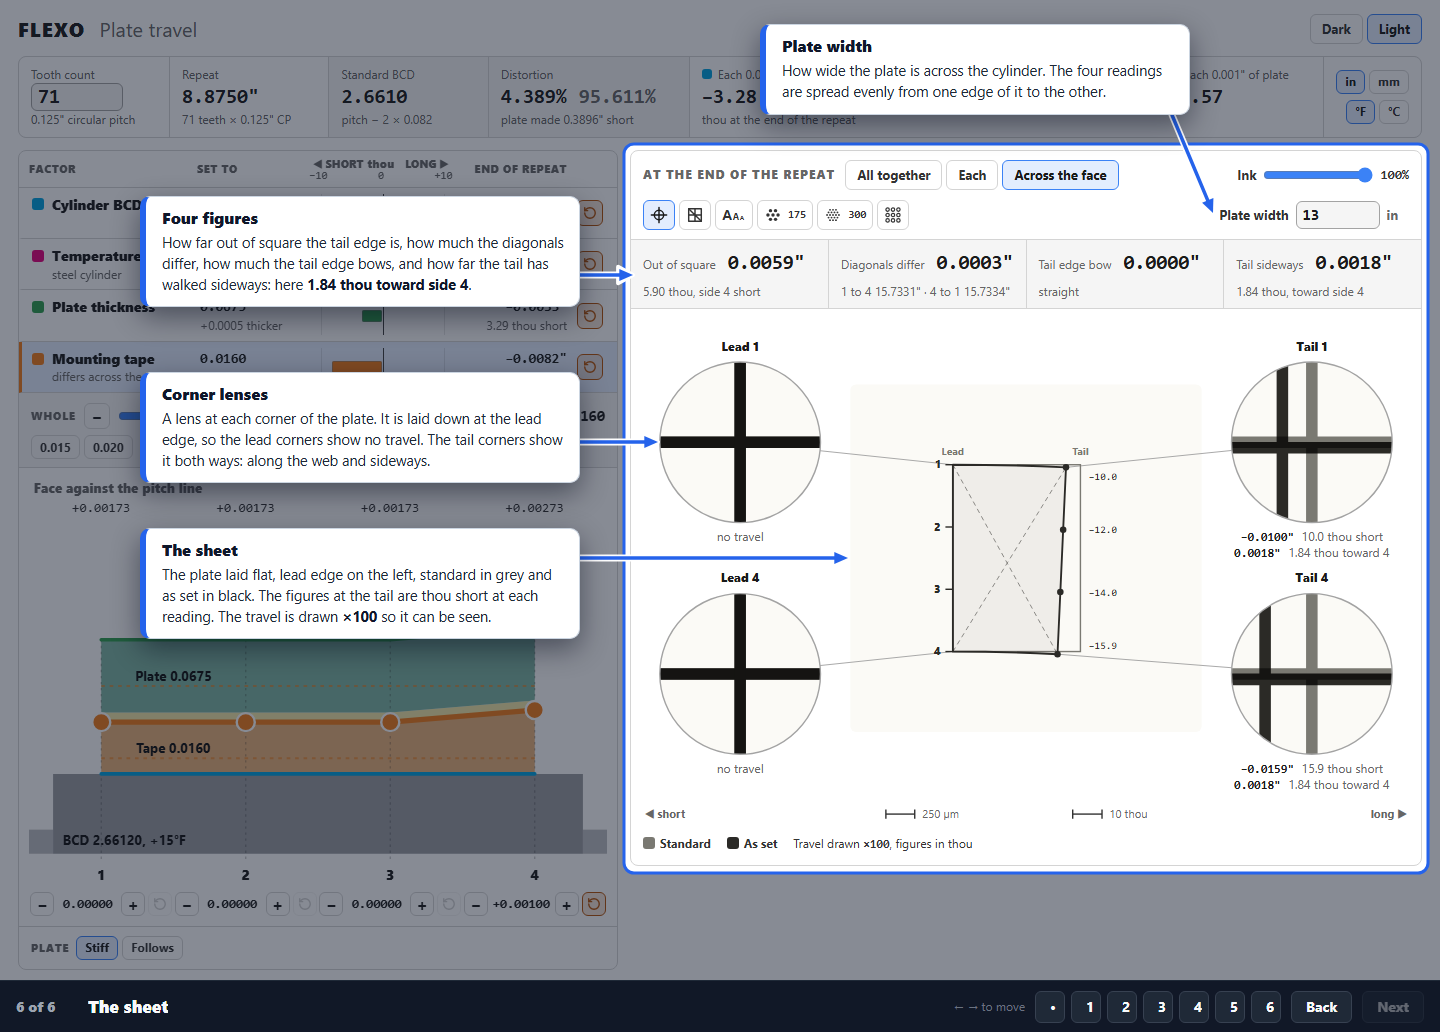 FLEXO Plate travel
Dark Light
Plate width
How wide the plate is across the cylinder. The four readings
are spread evenly from one edge of it to the other.
Tooth count
71
0.125" circular pitch
Repeat
8.8750"
71 teeth × 0.125" CP
Standard BCD
2.6610
pitch − 2 × 0.082
Distortion
4.389% 95.611%
plate made 0.3896" short
Each 0.0
−3.28
thou at the end of the repeat
ach 0.001" of plate
.57
in mm
°F °C
FACTOR SET TO ◀ SHORT thou LONG ▶ END OF REPEAT
−10 0 +10
Cylinder BCD
Temperature
steel cylinder
Plate thickness
+0.0005 thicker
3.29 thou short
Mounting tape 0.0160 −0.0082"
differs across the
WHOLE − 160
0.015 0.020
Face against the pitch line
+0.00173 +0.00173 +0.00173 +0.00273
Four figures
How far out of square the tail edge is, how much the diagonals
differ, how much the tail edge bows, and how far the tail has
walked sideways: here 1.84 thou toward side 4.
Corner lenses
A lens at each corner of the plate. It is laid down at the lead
edge, so the lead corners show no travel. The tail corners show
it both ways: along the web and sideways.
The sheet
The plate laid flat, lead edge on the left, standard in grey and
as set in black. The figures at the tail are thou short at each
reading. The travel is drawn ×100 so it can be seen.
Plate 0.0675
Tape 0.0160
BCD 2.66120, +15°F
1 2 3 4
− 0.00000 + − 0.00000 + − 0.00000 + − +0.00100 +
PLATE Stiff Follows
AT THE END OF THE REPEAT All together Each Across the face
Ink 100%
AAA 175 300
Plate width 13 in
Out of square 0.0059"
5.90 thou, side 4 short
Diagonals differ 0.0003"
1 to 4 15.7331" · 4 to 1 15.7334"
Tail edge bow 0.0000"
straight
Tail sideways 0.0018"
1.84 thou, toward side 4
Lead 1
no travel
Tail 1
−0.0100" 10.0 thou short
0.0018" 1.84 thou toward 4
Lead Tail
1 −10.0
2 −12.0
3 −14.0
4 −15.9
Lead 4
no travel
Tail 4
−0.0159" 15.9 thou short
0.0018" 1.84 thou toward 4
◀ short 250 µm 10 thou long ▶
Standard As set Travel drawn ×100, figures in thou
6 of 6 The sheet
← → to move • 1 2 3 4 5 6 Back Next